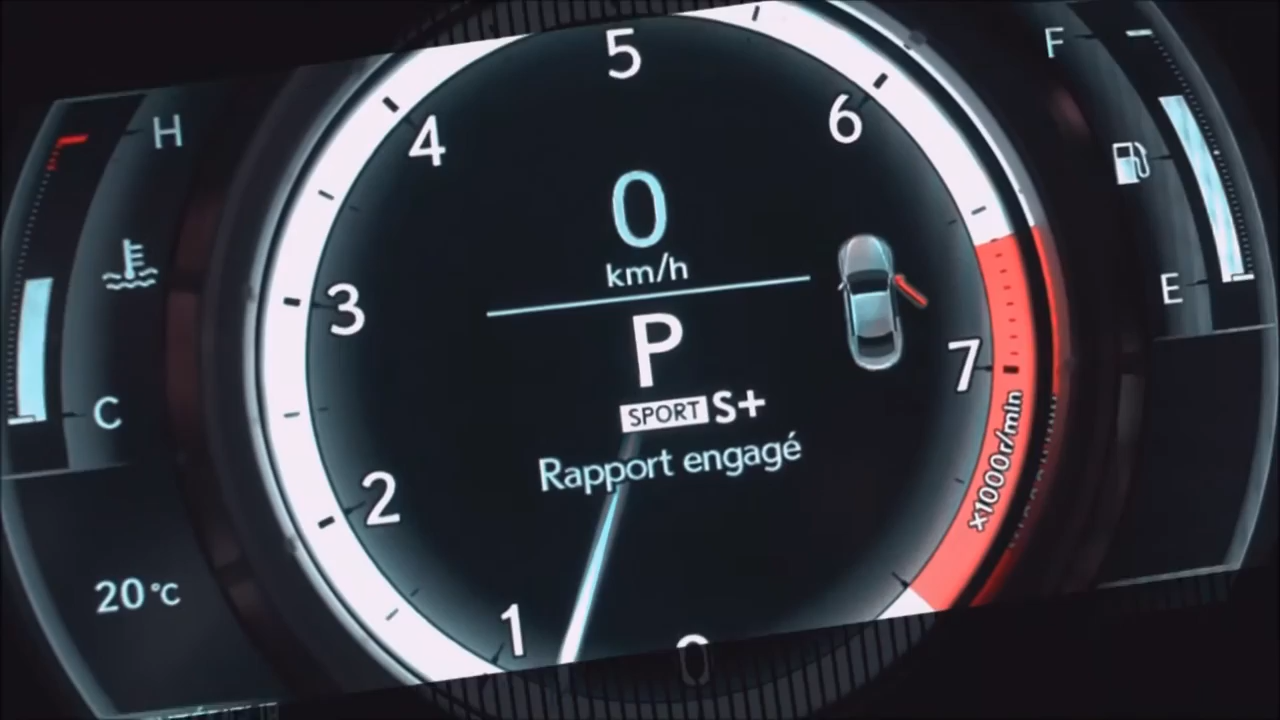 H
C
20°C
5
4
6
3
7
2
1
0
0
km/h
P
SPORT S+
Rapport engagé
x1000r/min
F
E